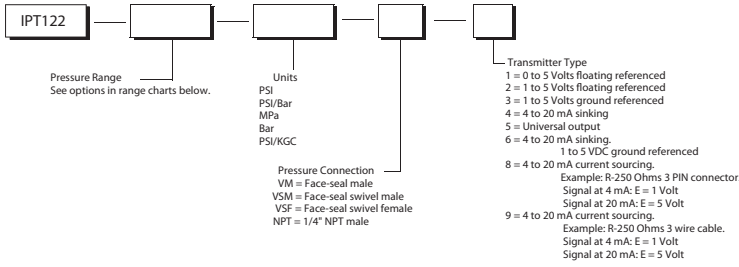 IPT122
Pressure Range
See options in range charts below.
Units
PSI
PSI/Bar
MPa
Bar
PSI/KGC
Pressure Connection
VM = Face-seal male
VSM = Face-seal swivel male
VSF = Face-seal swivel female
NPT = 1/4" NPT male
Transmitter Type
1 = 0 to 5 Volts floating referenced
2 = 1 to 5 Volts floating referenced
3 = 1 to 5 Volts ground referenced
4 = 4 to 20 mA sinking
5 = Universal output
6 = 4 to 20 mA sinking.
1 to 5 VDC ground referenced
8 = 4 to 20 mA current sourcing.
Example: R-250 Ohms 3 PIN connector
Signal at 4 mA: E = 1 Volt
Signal at 20 mA: E = 5 Volt
9 = 4 to 20 mA current sourcing.
Example: R-250 Ohms 3 wire cable.
Signal at 4 mA: E = 1 Volt
Signal at 20 mA: E = 5 Volt